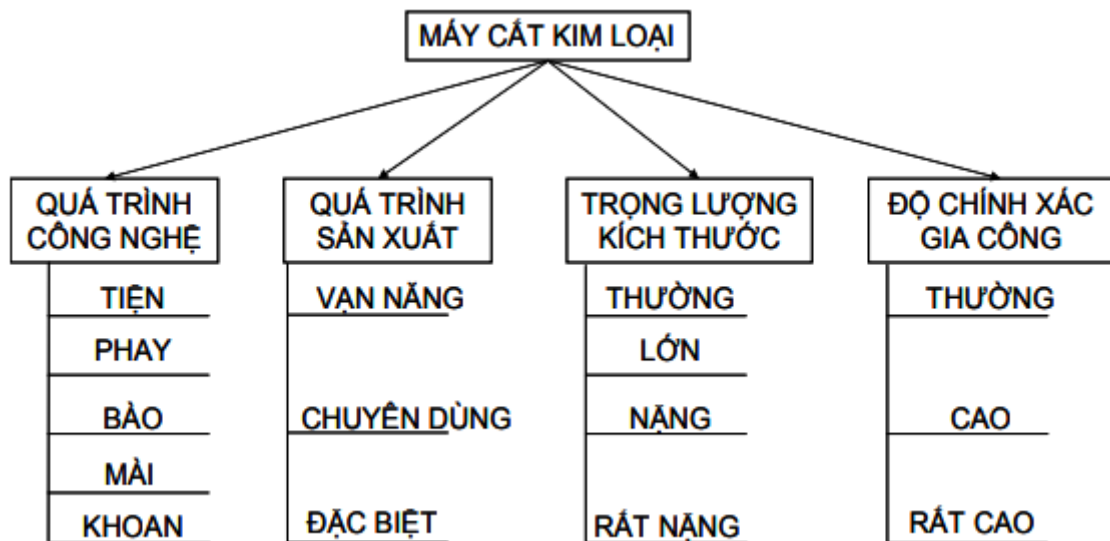 MÁY CẮT KIM LOẠI
QUÁ TRÌNH
CÔNG NGHỆ
TIỆN
PHAY
BÀO
MÀI
KHOAN
QUÁ TRÌNH
SẢN XUẤT
VẠN NĂNG
CHUYÊN DÙNG
ĐẶC BIỆT
TRỌNG LƯỢNG
KÍCH THƯỚC
THƯỜNG
LỚN
NẶNG
RẤT NẶNG
ĐỘ CHÍNH XÁC
GIA CÔNG
THƯỜNG
CAO
RẤT CAO